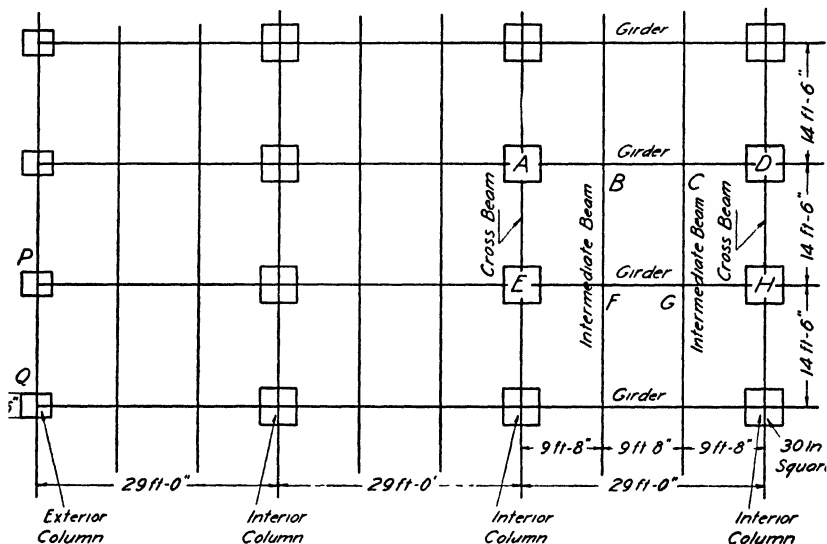 Girder
14 ft-6"
A
Girder
D
B
C
Cross Beam
Intermediate Beam
Intermediate Beam
Cross Beam
14 ft-6"
P
E
Girder
H
F
G
14 ft-6"
Q
Girder
9 ft-8"
9 ft 8"
9 ft-8"
30 in
29 ft-0"
29 ft-0'
29 ft-0"
Exterior
Column
Interior
Column
Interior
Column
Interior
Column